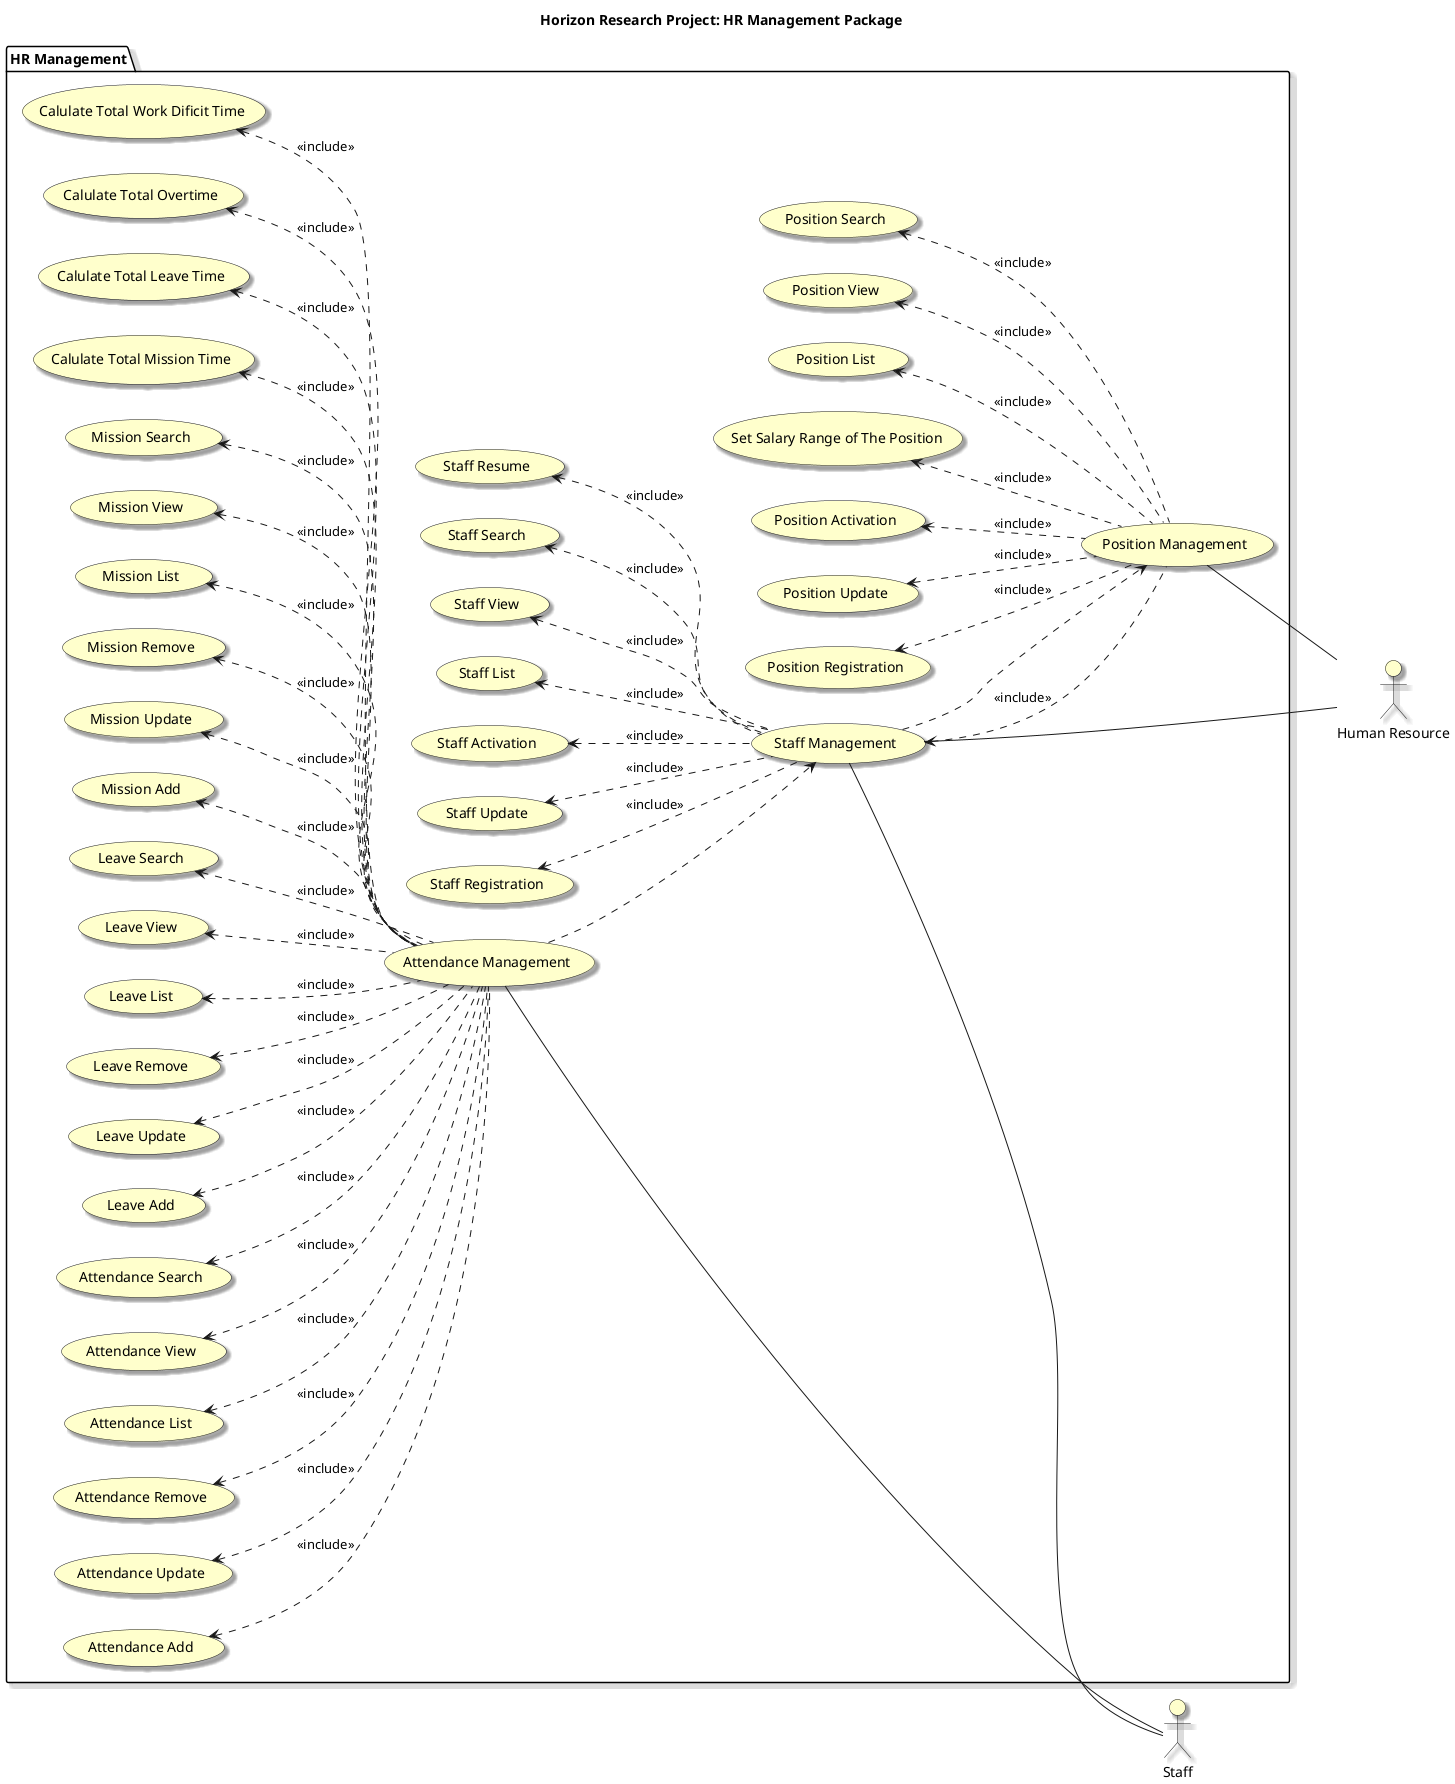 Horizon Research Project: HR Management Package
HR Management
Calulate Total Work Dificit Time
«include»
Calulate Total Overtime
«include»
Calulate Total Leave Time
«include»
Calulate Total Mission Time
«include»
Mission Search
«include»
Mission View
«include»
Mission List
«include»
Mission Remove
«include»
Mission Update
«include»
Mission Add
«include»
Leave Search
«include»
Leave View
«include»
Leave List
«include»
Leave Remove
«include»
Leave Update
«include»
Leave Add
«include»
Attendance Search
«include»
Attendance View
«include»
Attendance List
«include»
Attendance Remove
«include»
Attendance Update
«include»
Attendance Add
«include»
Attendance Management
Staff Resume
«include»
Staff Search
«include»
Staff View
«include»
Staff List
«include»
Staff Activation
«include»
Staff Update
«include»
Staff Registration
«include»
Staff Management
Position Search
«include»
Position View
«include»
Position List
«include»
Set Salary Range of The Position
«include»
Position Activation
«include»
Position Update
«include»
Position Registration
«include»
«include»
Position Management
Human Resource
Staff